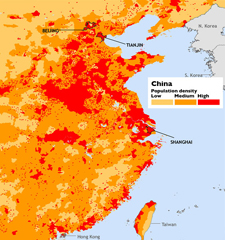 N. Korea
BEIJING
TIANJIN
S. Korea
China
Population density
Low Medium High
SHANGHAI
Taiwan
Hong Kong